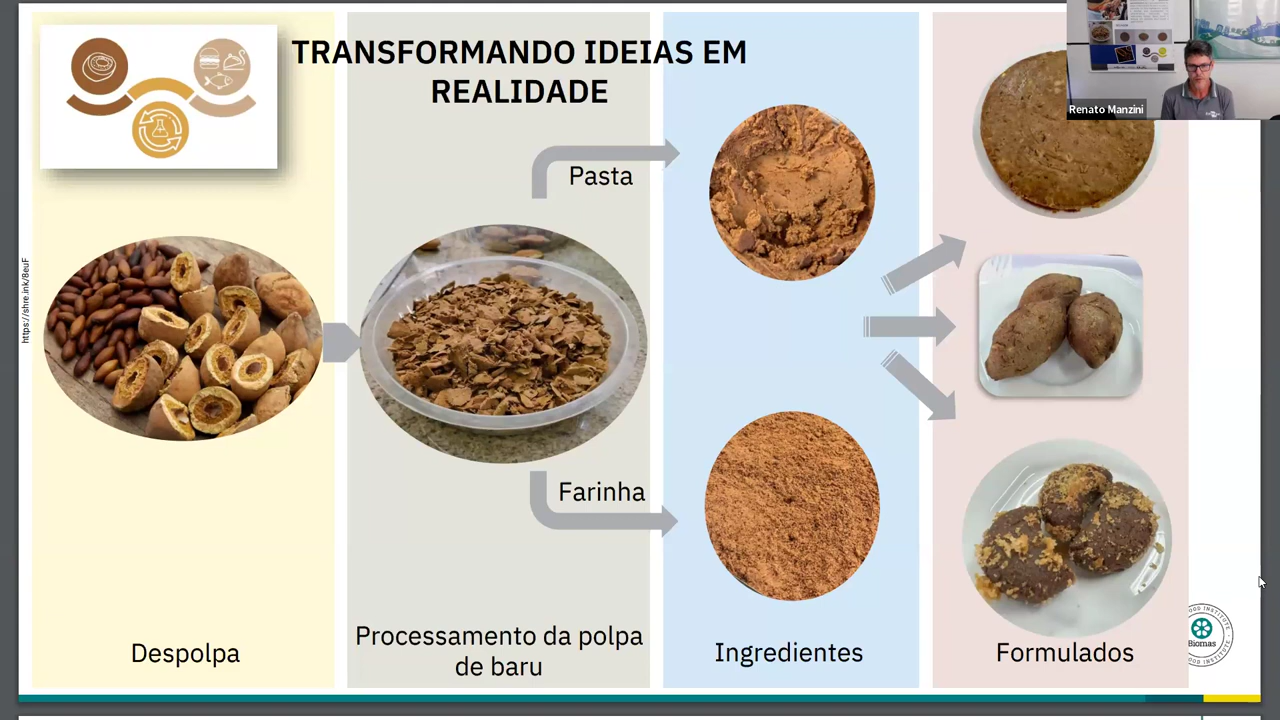 TRANSFORMANDO IDEIAS EM
REALIDADE
Renato Manzini
https://shre.ink/8euF
Pasta
Farinha
Despolpa
Processamento da polpa
de baru
Ingredientes
Formulados
Biomas